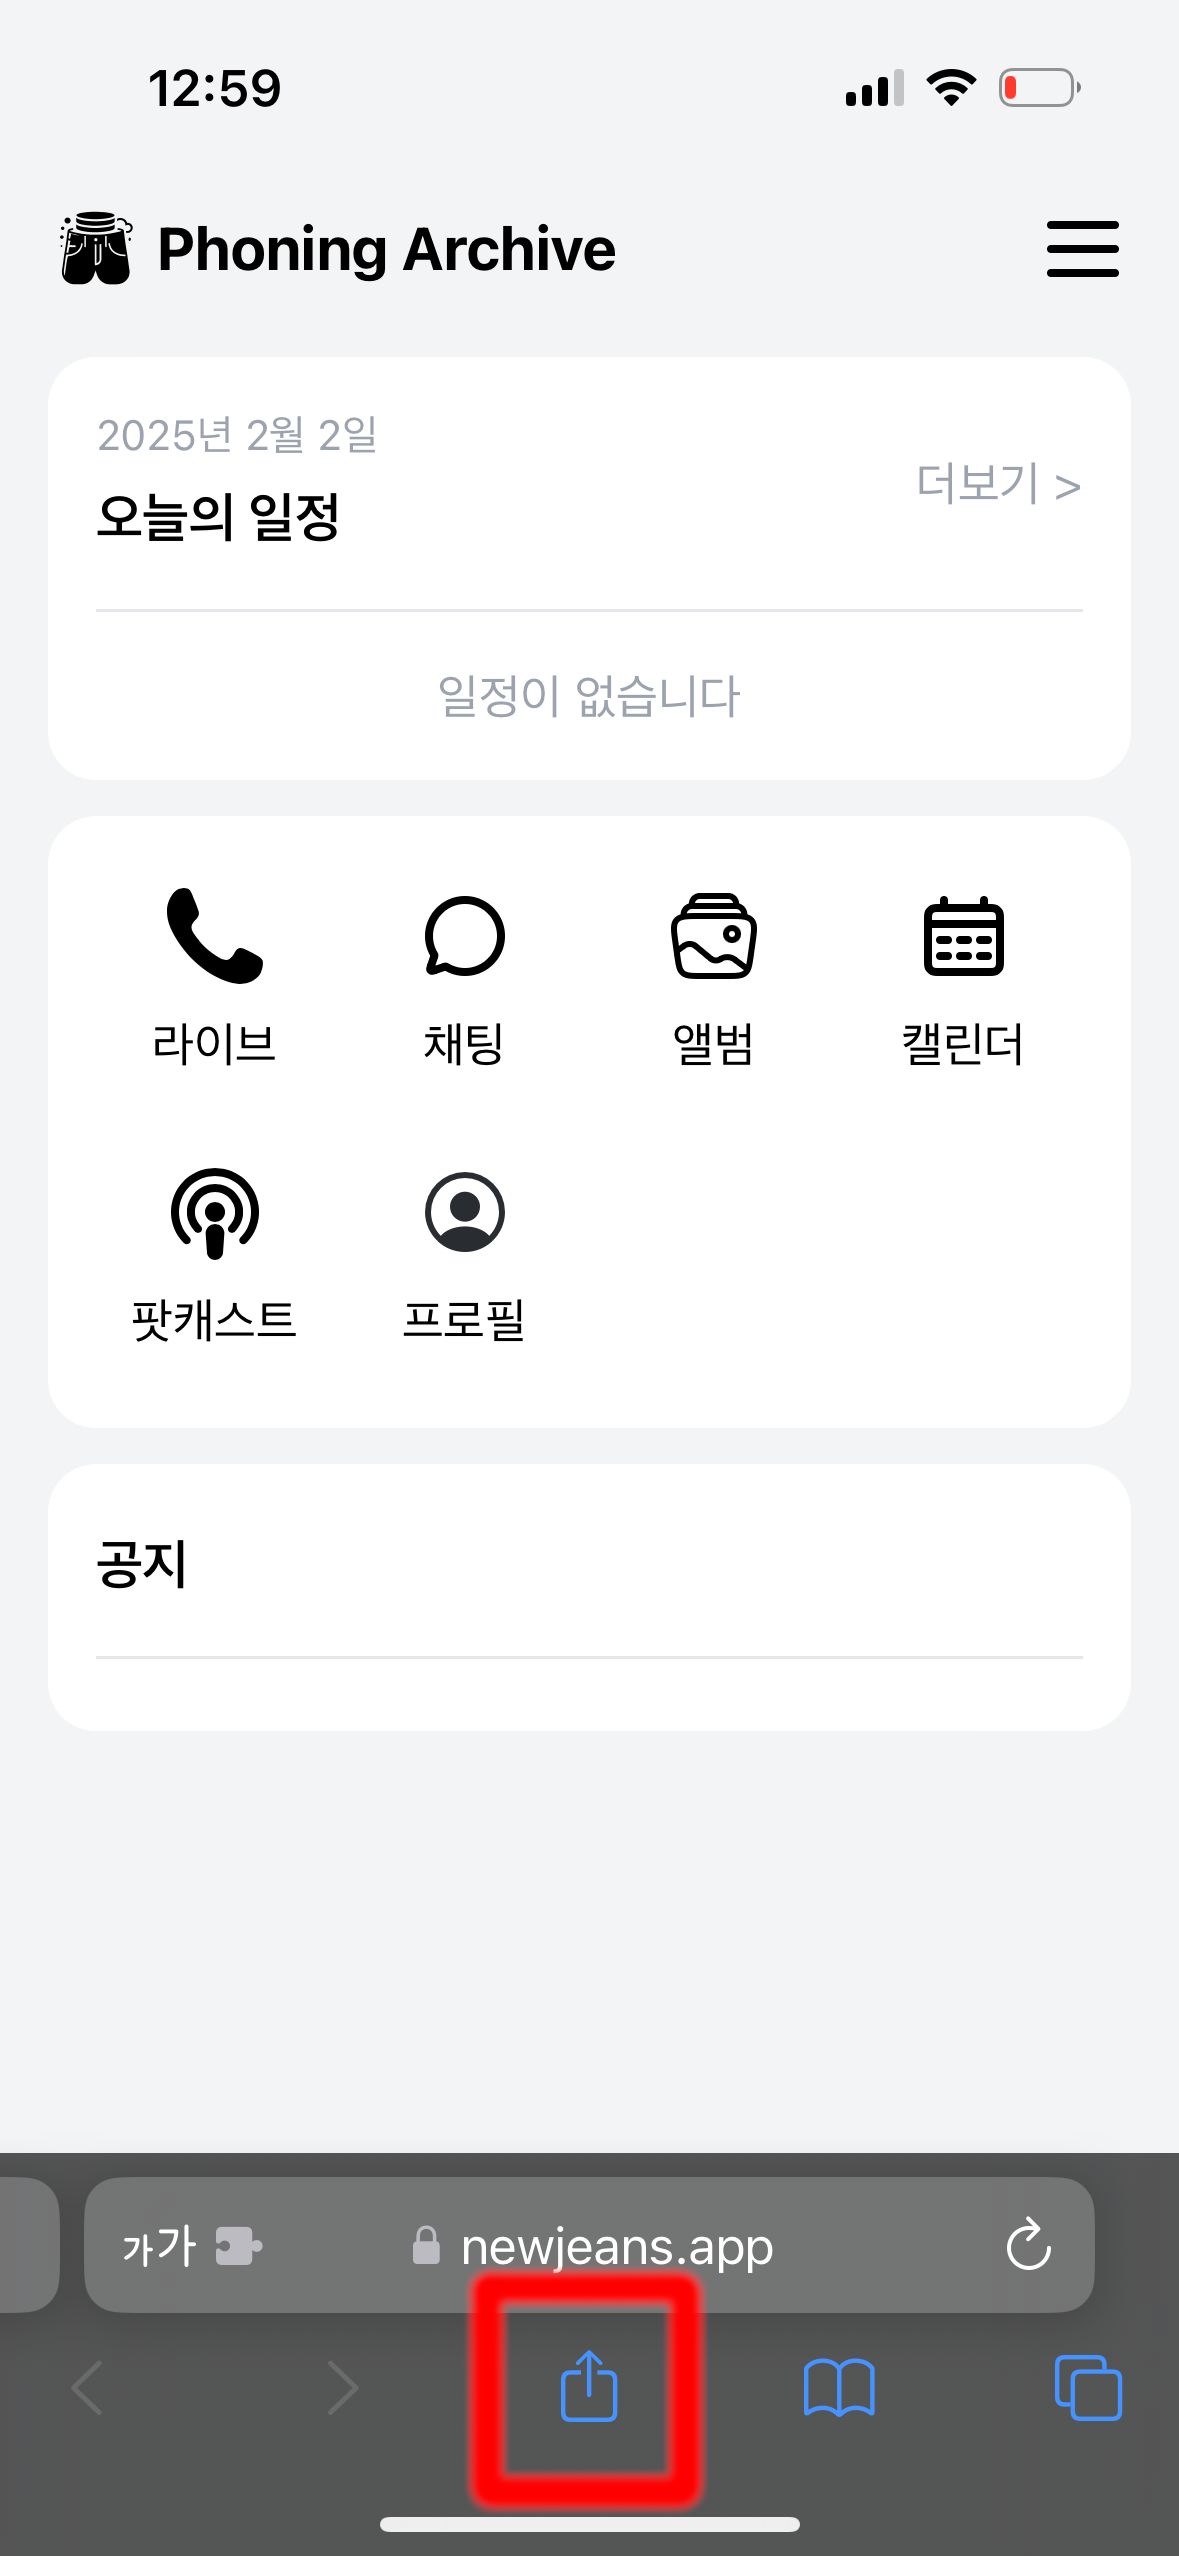 12:59
Phoning Archive
2025년 2월 2일
오늘의 일정
더보기 >
일정이 없습니다
라이브
채팅
앨범
캘린더
팟캐스트
프로필
공지
가가
newjeans.app